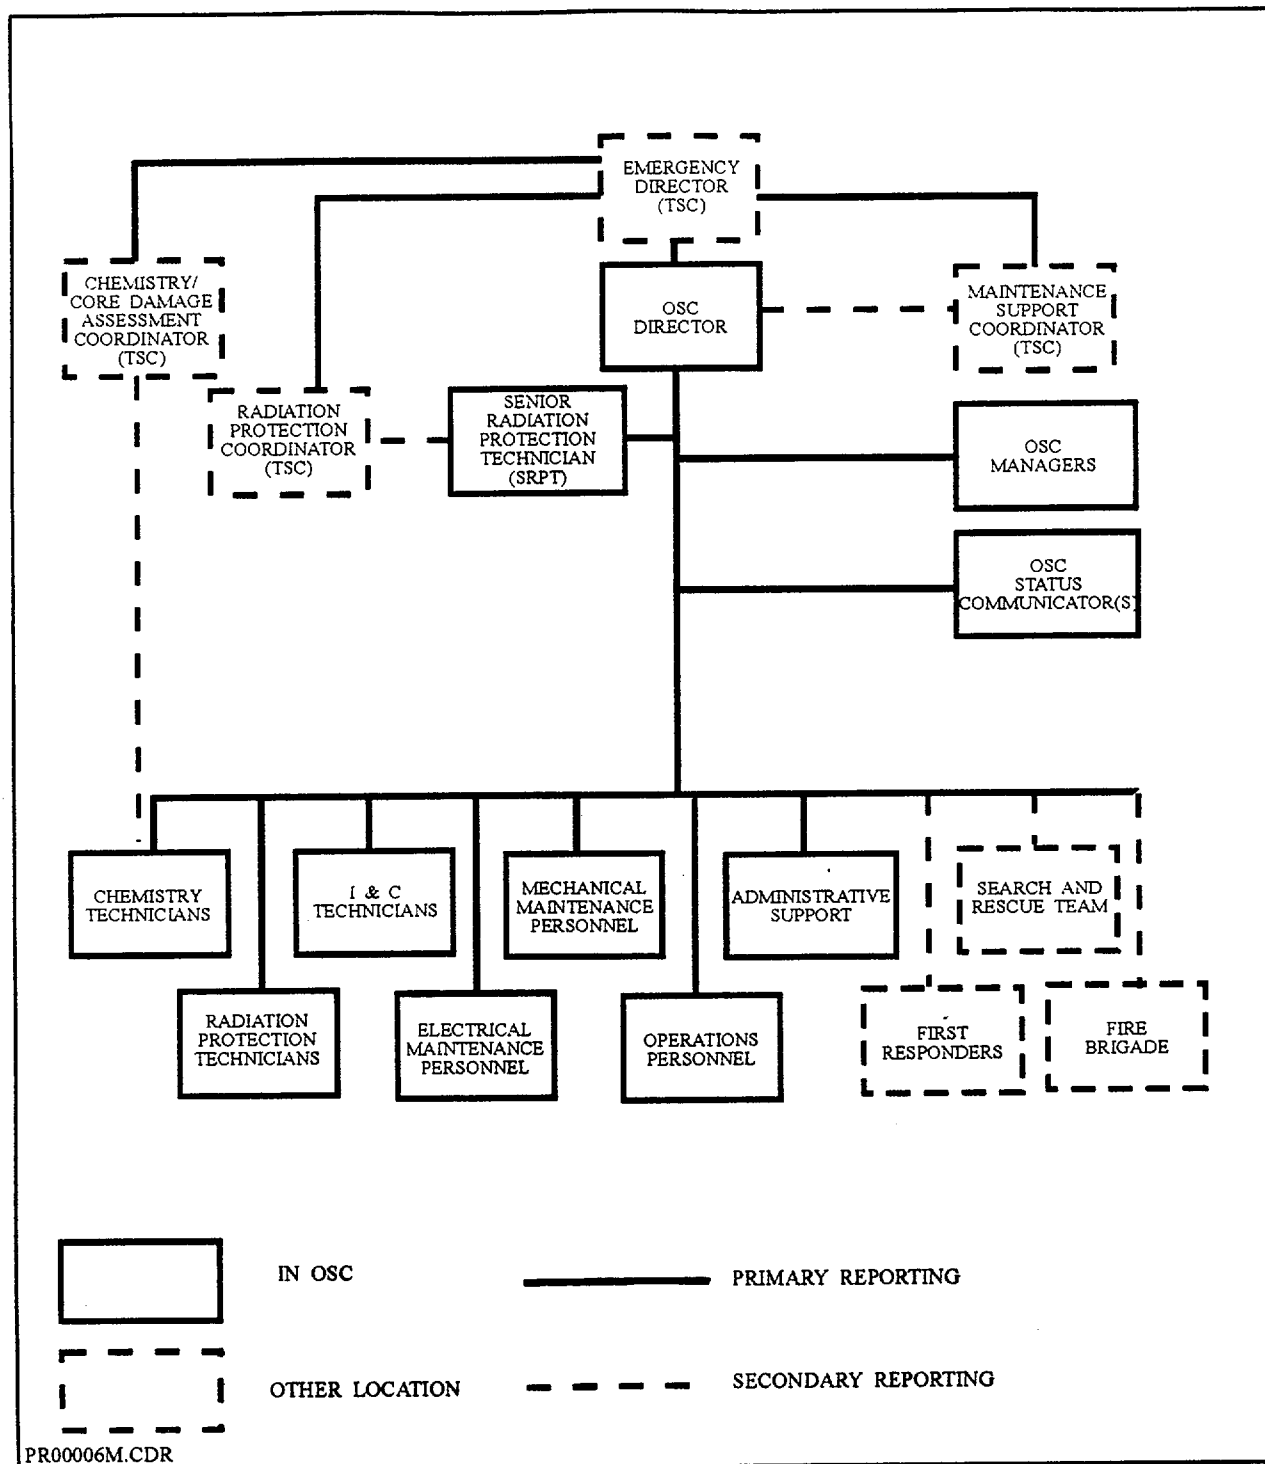 EMERGENCY
DIRECTOR
(TSC)
CHEMISTRY/
CORE DAMAGE
ASSESSMENT
COORDINATOR
(TSC)
OSC
DIRECTOR
MAINTENANCE
SUPPORT
COORDINATOR
(TSC)
RADIATION
PROTECTION
COORDINATOR
(TSC)
SENIOR
RADIATION
PROTECTION
TECHNICIAN
(SRPT)
OSC
MANAGERS
OSC
STATUS
COMMUNICATOR(S)
CHEMISTRY
TECHNICIANS
I & C
TECHNICIANS
MECHANICAL
MAINTENANCE
PERSONNEL
ADMINISTRATIVE
SUPPORT
SEARCH AND
RESCUE TEAM
RADIATION
PROTECTION
TECHNICIANS
ELECTRICAL
MAINTENANCE
PERSONNEL
OPERATIONS
PERSONNEL
FIRST
RESPONDERS
FIRE
BRIGADE
IN OSC
PRIMARY REPORTING
OTHER LOCATION
SECONDARY REPORTING
PR00006M.CDR